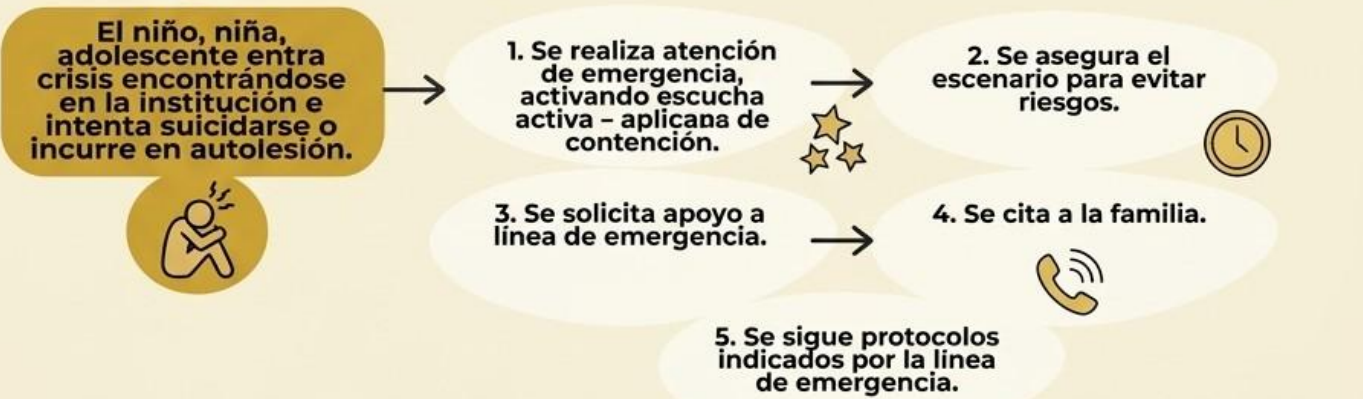 El niño, niña,
adolescente entra
crisis encontrándose
en la institución e
intenta suicidarse o
incurre en autolesión.
1. Se realiza atención
de emergencia,
activando escucha
activa – aplicana de
contención.
2. Se asegura el
escenario para evitar
riesgos.
3. Se solicita apoyo a
línea de emergencia.
4. Se cita a la familia.
5. Se sigue protocolos
indicados por la línea
de emergencia.